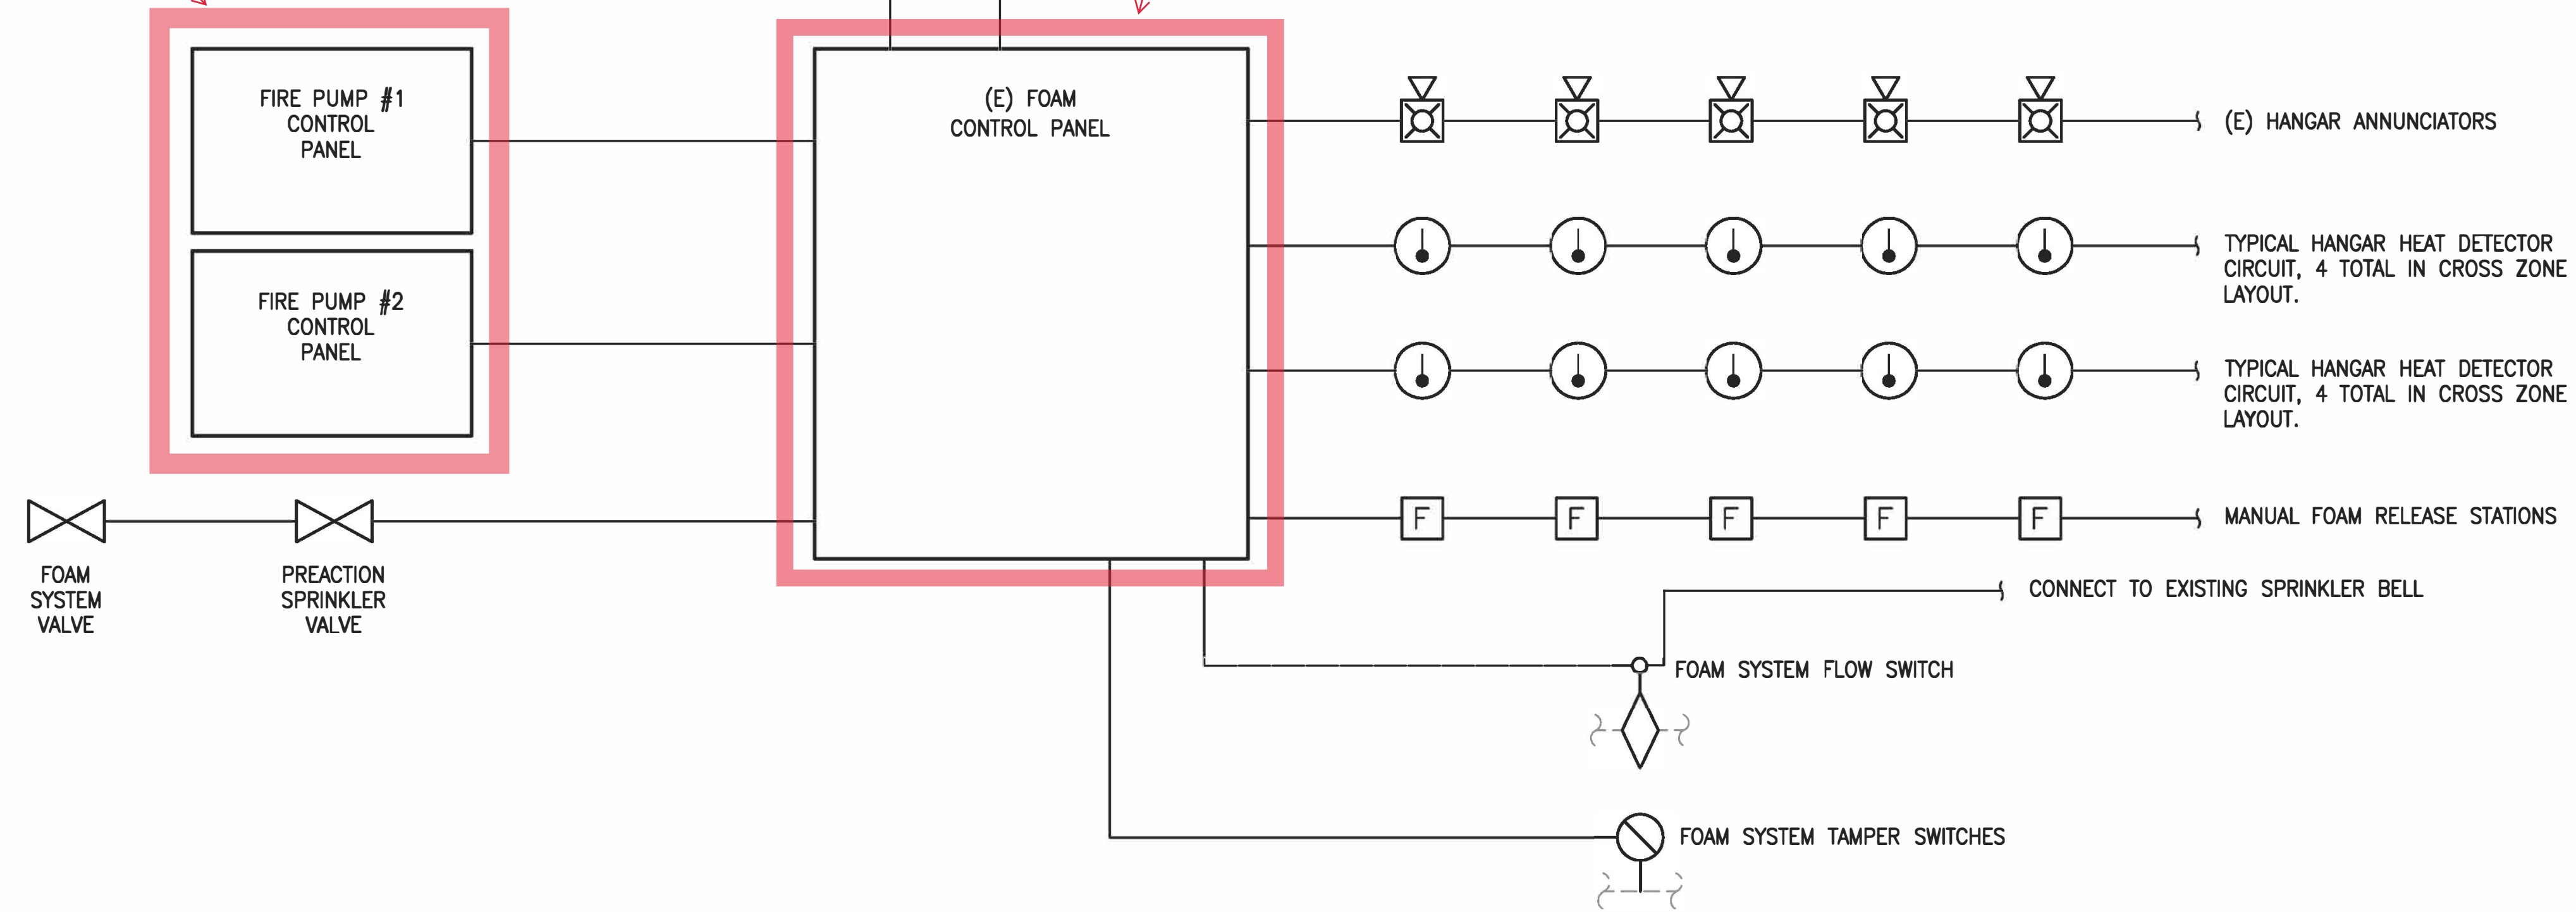 FIRE PUMP #1
CONTROL
PANEL
FIRE PUMP #2
CONTROL
PANEL
(E) FOAM
CONTROL PANEL
(E) HANGAR ANNUNCIATORS
TYPICAL HANGAR HEAT DETECTOR
CIRCUIT, 4 TOTAL IN CROSS ZONE
LAYOUT.
TYPICAL HANGAR HEAT DETECTOR
CIRCUIT, 4 TOTAL IN CROSS ZONE
LAYOUT.
F F F F F
MANUAL FOAM RELEASE STATIONS
FOAM
SYSTEM
VALVE
PREACTION
SPRINKLER
VALVE
CONNECT TO EXISTING SPRINKLER BELL
FOAM SYSTEM FLOW SWITCH
FOAM SYSTEM TAMPER SWITCHES